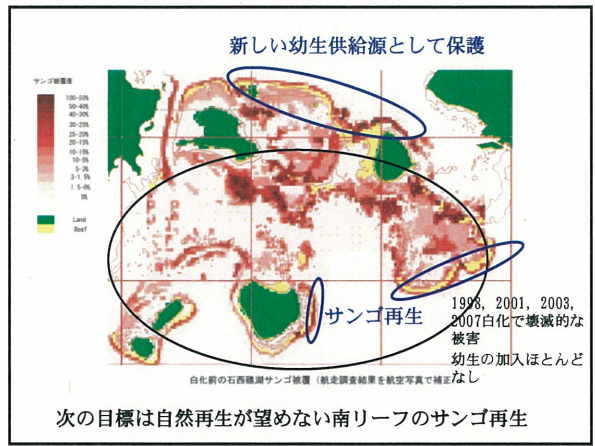 新しい幼生供給源として保護
サンゴ被覆度
100-50%
50-40%
40-30%
30-25%
25-20%
20-15%
15-10%
10-5%
5-3%
3-1.5%
1.5-0%
0%
Land
Reef
サンゴ再生
1998, 2001, 2003,
2007白化で壊滅的な
被害
幼生の加入ほとんど
なし
白化前の石西礁湖サンゴ被覆（航走調査結果を航空写真で補正
次の目標は自然再生が望めない南リーフのサンゴ再生